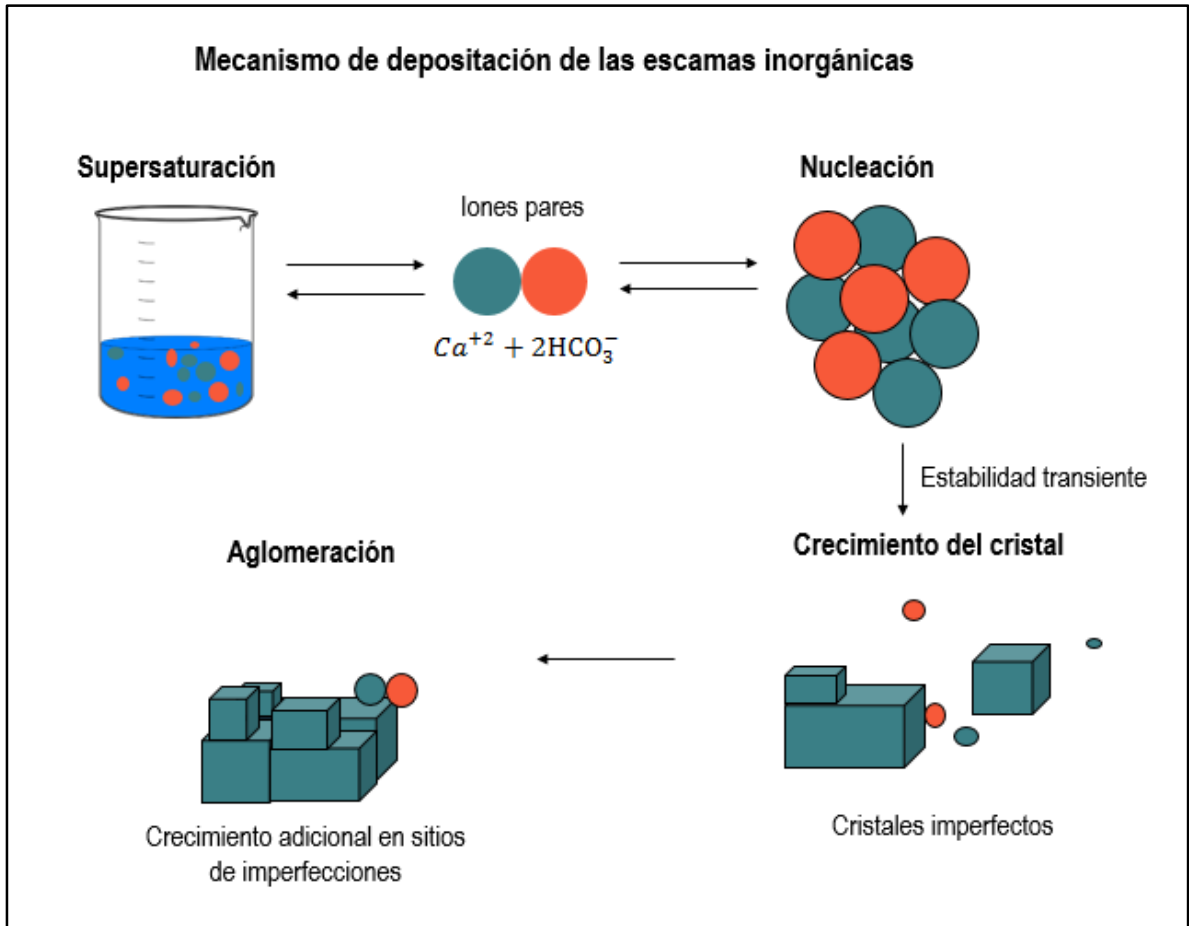 Mecanismo de depositación de las escamas inorgánicas
Supersaturación
Iones pares
Ca⁺² + 2HCO₃⁻
Nucleación
Estabilidad transiente
Crecimiento del cristal
Cristales imperfectos
Aglomeración
Crecimiento adicional en sitios
de imperfecciones